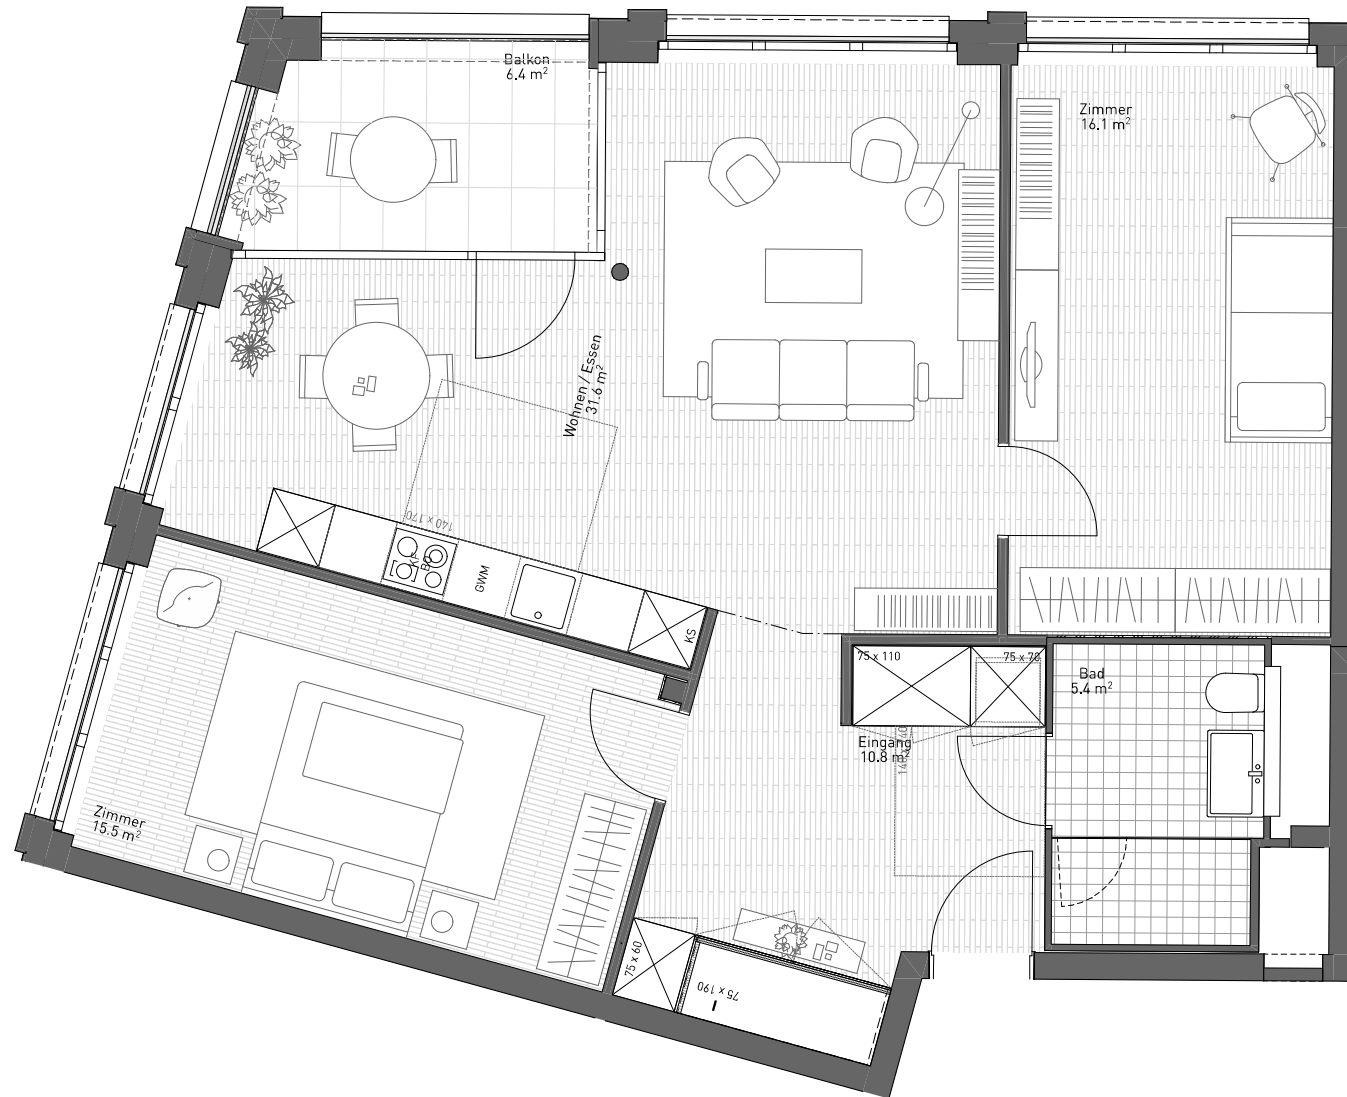 Balkon
6.4 m²
Zimmer
16.1 m²
Wohnen / Essen
31.6 m²
140 x 170
KF
BO
GWM
KS
75 x 110
75 x 70
Bad
5.4 m²
Eingang
10.8 m²
Zimmer
15.5 m²
75 x 60
75 x 190